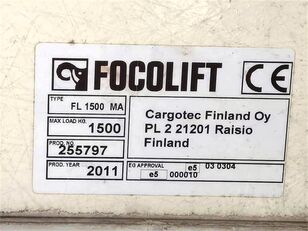 FOCOLIFT CE
TYPE FL 1500 MA
MAX LOAD KG. 1500
PROD. NO 255797
PROD. YEAR 2011
Cargotec Finland Oy
PL 2 21201 Raisio
Finland
EG APPROVAL e5 03 0304
e5 000010